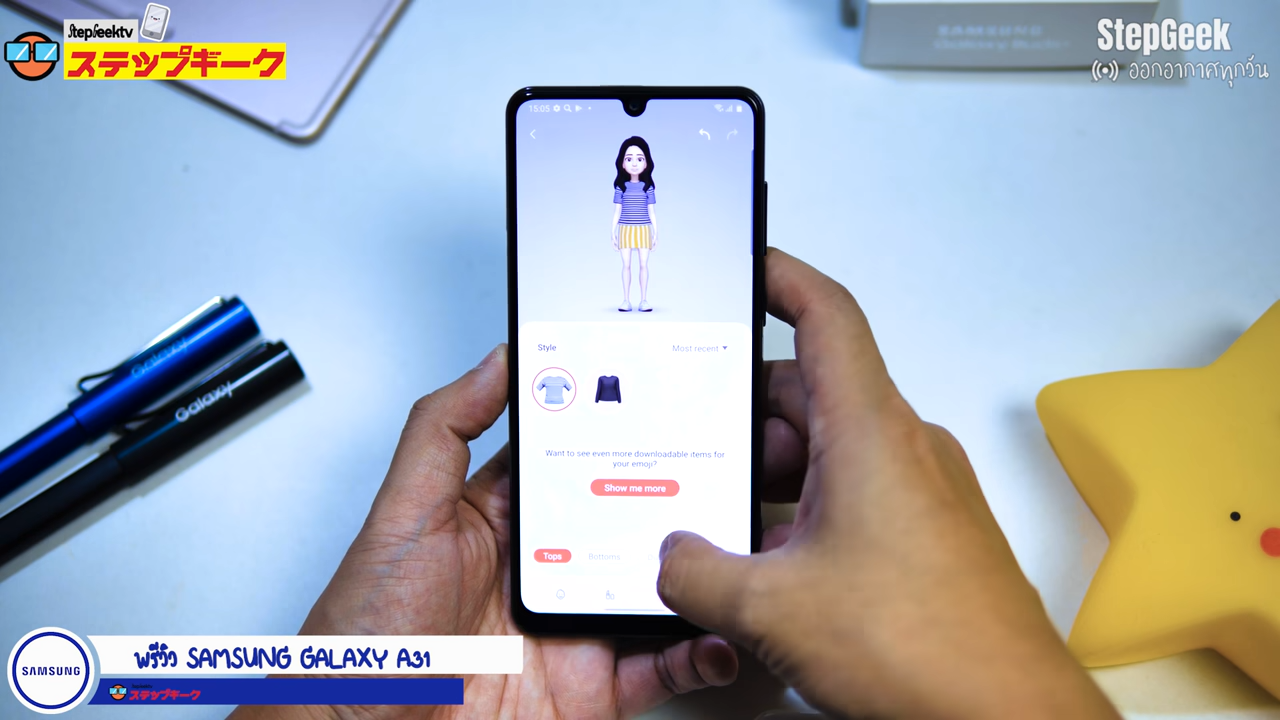 StepGeektv
ステップギーク
StepGeek
ออกอากาศทุกวัน
SAMSUNG
Galaxy Buds+
15:05
Style
Most recent
Want to see even more downloadable items for
your emoji?
Show me more
Tops
Bottoms
Galaxy
Galaxy
SAMSUNG
พรีวิว SAMSUNG GALAXY A31
ステップギーク